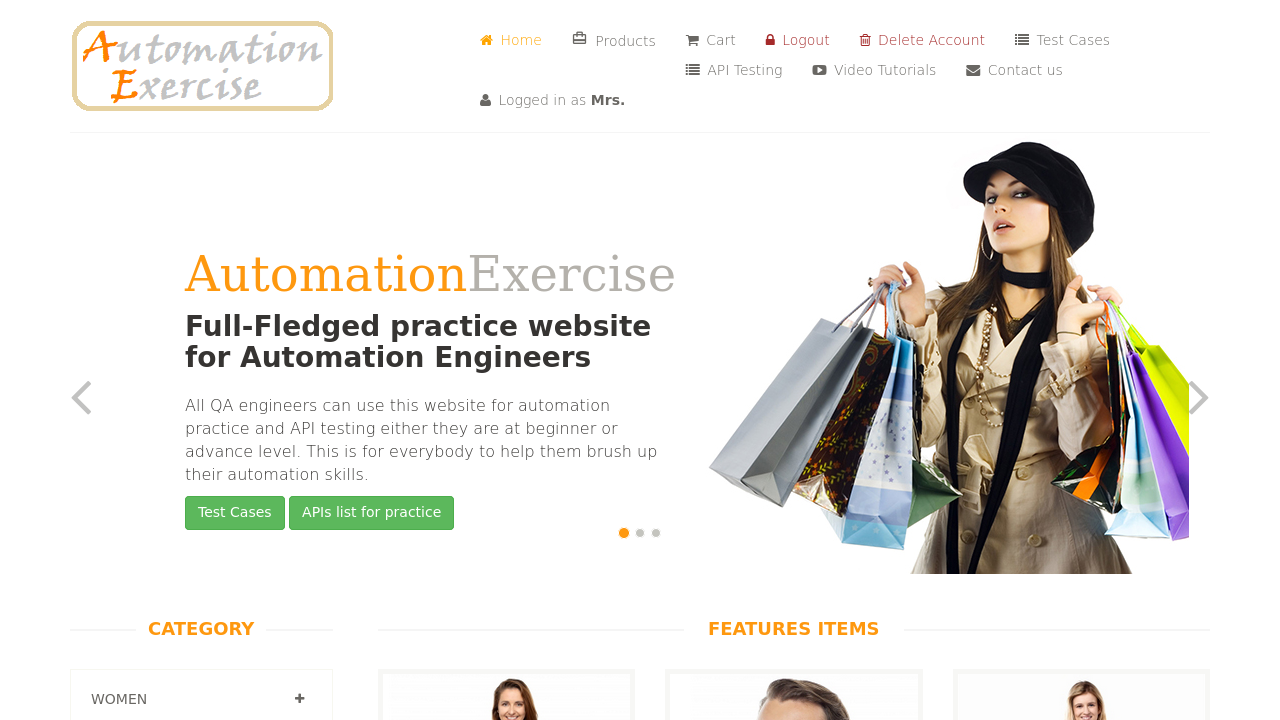 Automation
Exercise
Home
Products
Cart
Logout
Delete Account
Test Cases
API Testing
Video Tutorials
Contact us
Logged in as Mrs.
AutomationExercise
Full-Fledged practice website
for Automation Engineers
All QA engineers can use this website for automation
practice and API testing either they are at beginner or
advance level. This is for everybody to help them brush up
their automation skills.
Test Cases
APIs list for practice
CATEGORY
FEATURES ITEMS
WOMEN